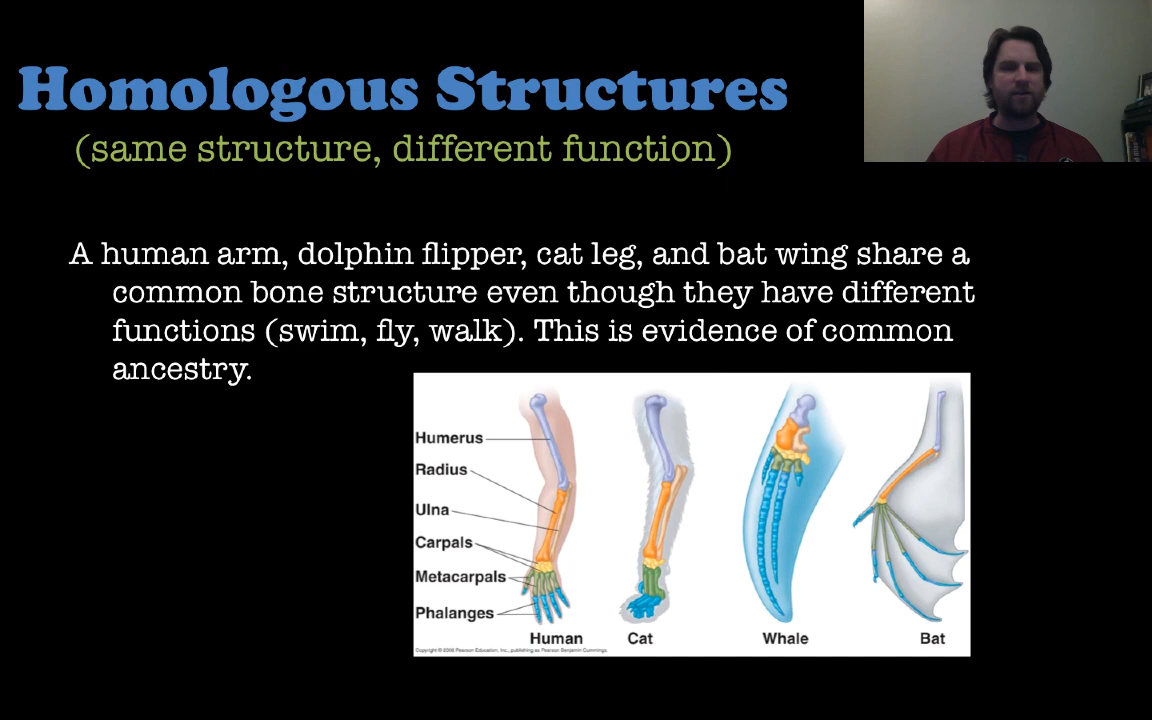 Homologous Structures
(same structure, different function)
A human arm, dolphin flipper, cat leg, and bat wing share a
common bone structure even though they have different
functions (swim, fly, walk). This is evidence of common
ancestry.
Humerus
Radius
Ulna
Carpals
Metacarpals
Phalanges
Human Cat Whale Bat
Copyright © 2008 Pearson Education, Inc., publishing as Pearson Benjamin Cummings.